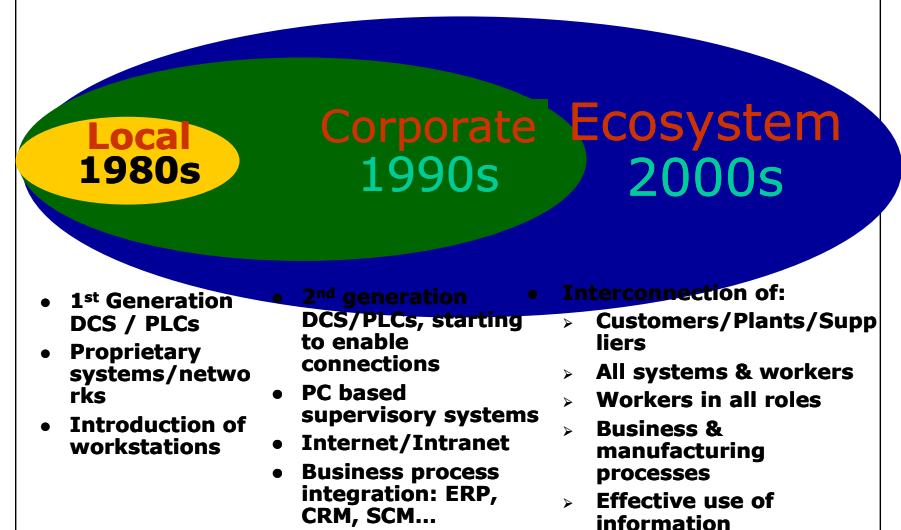 Local
1980s
Corporate
1990s
Ecosystem
2000s
● 1st Generation
DCS / PLCs
● Proprietary
systems/netwo
rks
● Introduction of
workstations
● 2nd generation
DCS/PLCs, starting
to enable
connections
● PC based
supervisory systems
● Internet/Intranet
● Business process
integration: ERP,
CRM, SCM…
● Interconnection of:
➢ Customers/Plants/Supp
liers
➢ All systems & workers
➢ Workers in all roles
➢ Business &
manufacturing
processes
➢ Effective use of
information